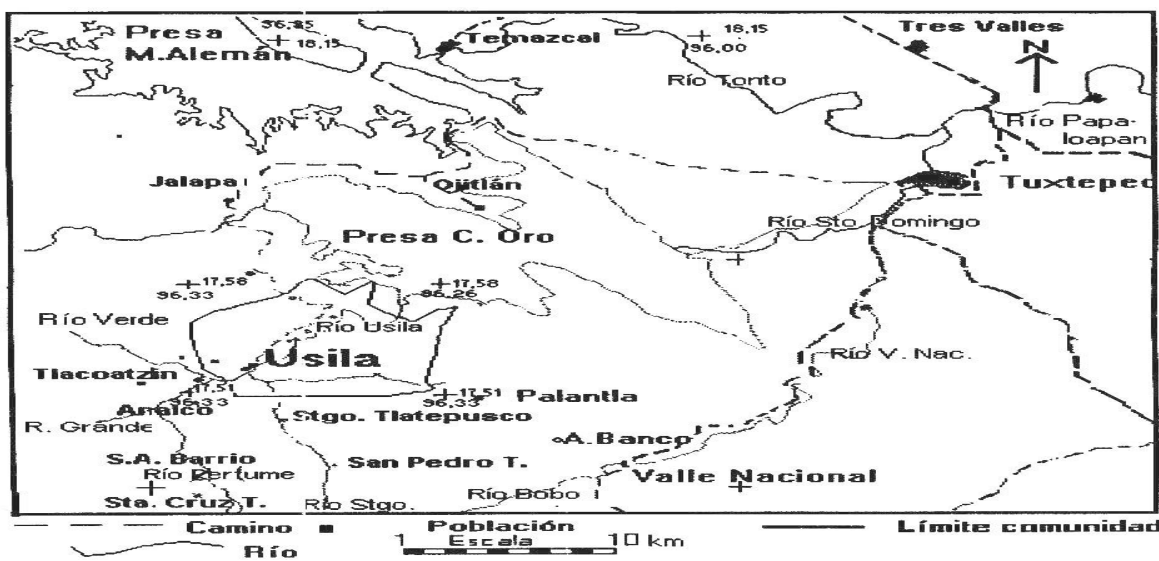 Presa
M.Alemán
96,85
18,15
Temazcal
18,15
96,00
Tres Valles
N
Río Tonto
Río Papa-
loapan
Jalapa
Ojitlán
Tuxtepec
Río Sto Domingo
Presa C. Oro
17,58
96,33
17,58
96,26
Río Verde
Río Usila
Usila
Río V. Nac.
Tlacoatzin
17,51
96,33
17,51
96,33
Palantla
Analco
Stgo. Tlatepusco
R. Grande
A. Banco
S.A. Barrio
San Pedro T.
Río Perfume
Valle Nacional
Río Bobo
Sta. Cruz T.
Río Stgo.
Camino
Población
Límite comunidad
Río
1 Escala 10 km